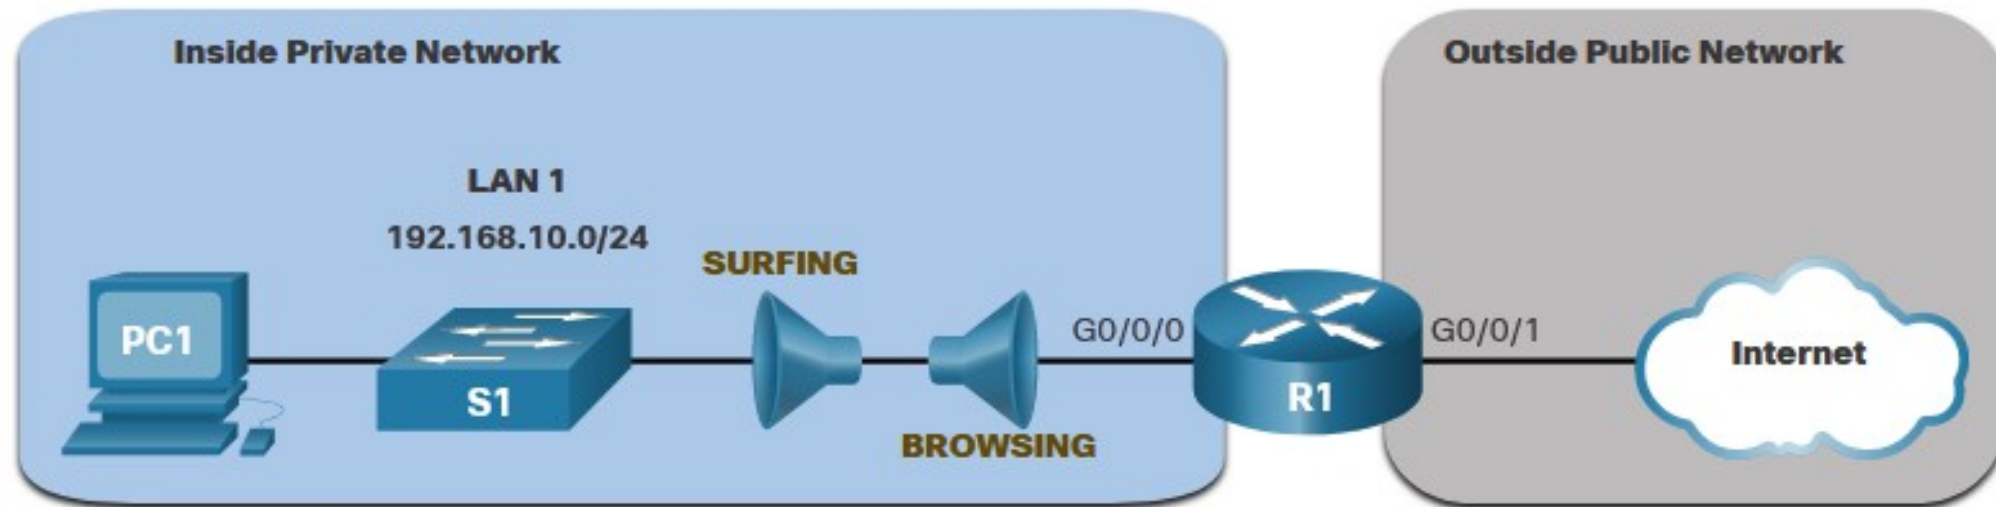 Inside Private Network
Outside Public Network
LAN 1
192.168.10.0/24
SURFING
PC1
S1
BROWSING
G0/0/0
R1
G0/0/1
Internet